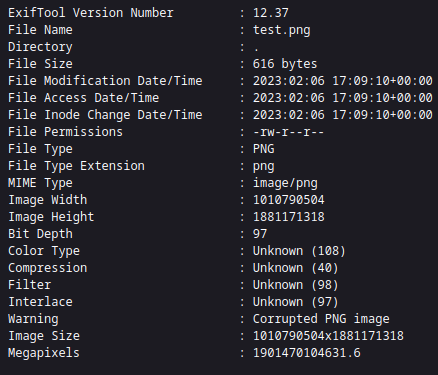 ExifTool Version Number : 12.37
File Name : test.png
Directory : .
File Size : 616 bytes
File Modification Date/Time : 2023:02:06 17:09:10+00:00
File Access Date/Time : 2023:02:06 17:09:10+00:00
File Inode Change Date/Time : 2023:02:06 17:09:10+00:00
File Permissions : -rw-r--r--
File Type : PNG
File Type Extension : png
MIME Type : image/png
Image Width : 1010790504
Image Height : 1881171318
Bit Depth : 97
Color Type : Unknown (108)
Compression : Unknown (40)
Filter : Unknown (98)
Interlace : Unknown (97)
Warning : Corrupted PNG image
Image Size : 1010790504x1881171318
Megapixels : 1901470104631.6